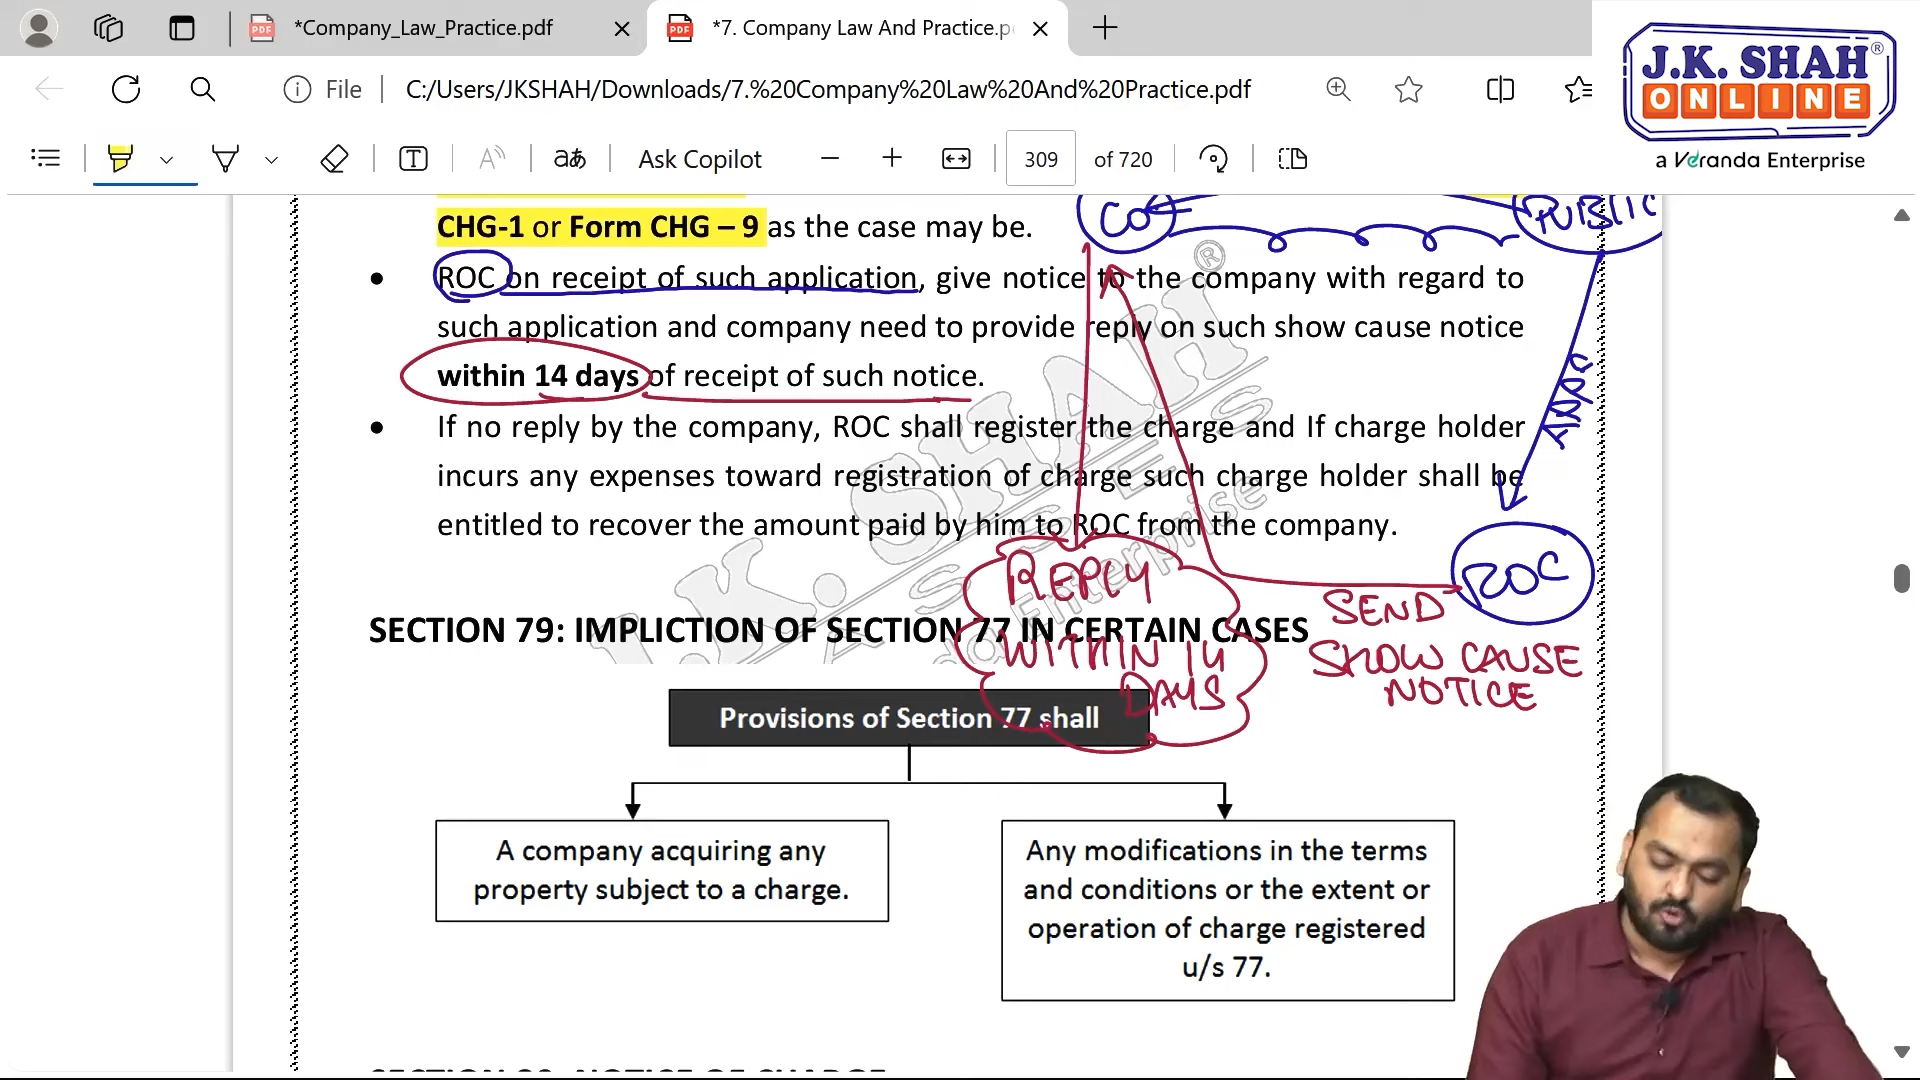 *Company_Law_Practice.pdf
*7. Company Law And Practice.p
File
C:/Users/JKSHAH/Downloads/7.%20Company%20Law%20And%20Practice.pdf
Ask Copilot
309 of 720
J.K. SHAH®
ONLINE
a Veranda Enterprise
CHG-1 or Form CHG – 9 as the case may be.
CO
PUBLIC
ROC on receipt of such application, give notice to the company with regard to
such application and company need to provide reply on such show cause notice
within 14 days of receipt of such notice.
If no reply by the company, ROC shall register the charge and If charge holder
incurs any expenses toward registration of charge such charge holder shall be
entitled to recover the amount paid by him to ROC from the company.
REPLY
WITHIN 14
DAYS
ROC
SEND
SHOW CAUSE
NOTICE
SECTION 79: IMPLICTION OF SECTION 77 IN CERTAIN CASES
Provisions of Section 77 shall
A company acquiring any
property subject to a charge.
Any modifications in the terms
and conditions or the extent or
operation of charge registered
u/s 77.